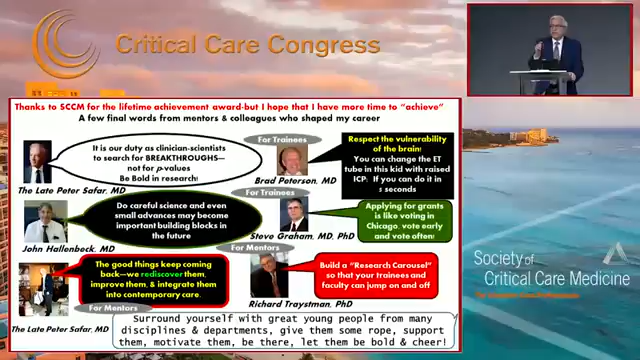 Critical Care Congress
Thanks to SCCM for the lifetime achievement award-but I hope that I have more time to "achieve"
A few final words from mentors & colleagues who shaped my career
It is our duty as clinician-scientists
to search for BREAKTHROUGHS—
not for p-values
Be Bold in research!
The Late Peter Safar, MD
For Trainees
Brad Peterson, MD
Respect the vulnerability
of the brain!
You can change the ET
tube in this kid with raised
ICP: If you can do it in
5 seconds
Do careful science and even
small advances may become
important building blocks in
the future
John Hallenbeck, MD
For Trainees
Steve Graham, MD, PhD
Applying for grants
is like voting in
Chicago, vote early
and vote often!
The good things keep coming
back—we rediscover them,
improve them, & integrate them
into contemporary care.
For Mentors
The Late Peter Safar, MD
For Mentors
Richard Traystman, PhD
Build a "Research Carousel"
so that your trainees and
faculty can jump on and off
Surround yourself with great young people from many
disciplines & departments, give them some rope, support
them, motivate them, be there, let them be bold & cheer!
Society of
Critical Care Medicine